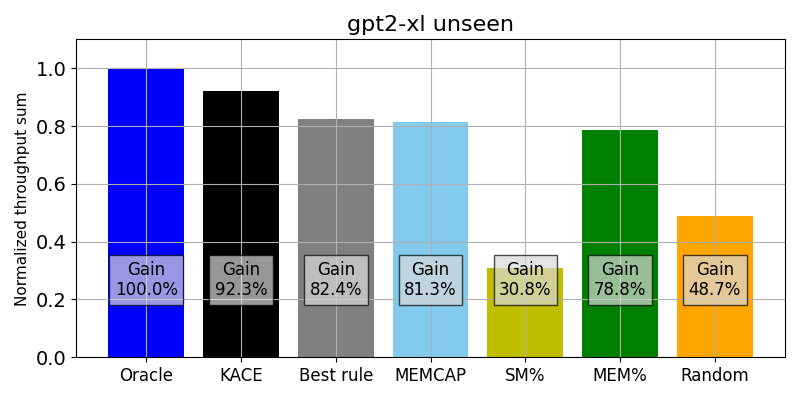 gpt2-xl unseen
Normalized throughput sum
1.0
0.8
0.6
0.4
0.2
0.0
Gain
100.0%
Gain
92.3%
Gain
82.4%
Gain
81.3%
Gain
30.8%
Gain
78.8%
Gain
48.7%
Oracle
KACE
Best rule
MEMCAP
SM%
MEM%
Random